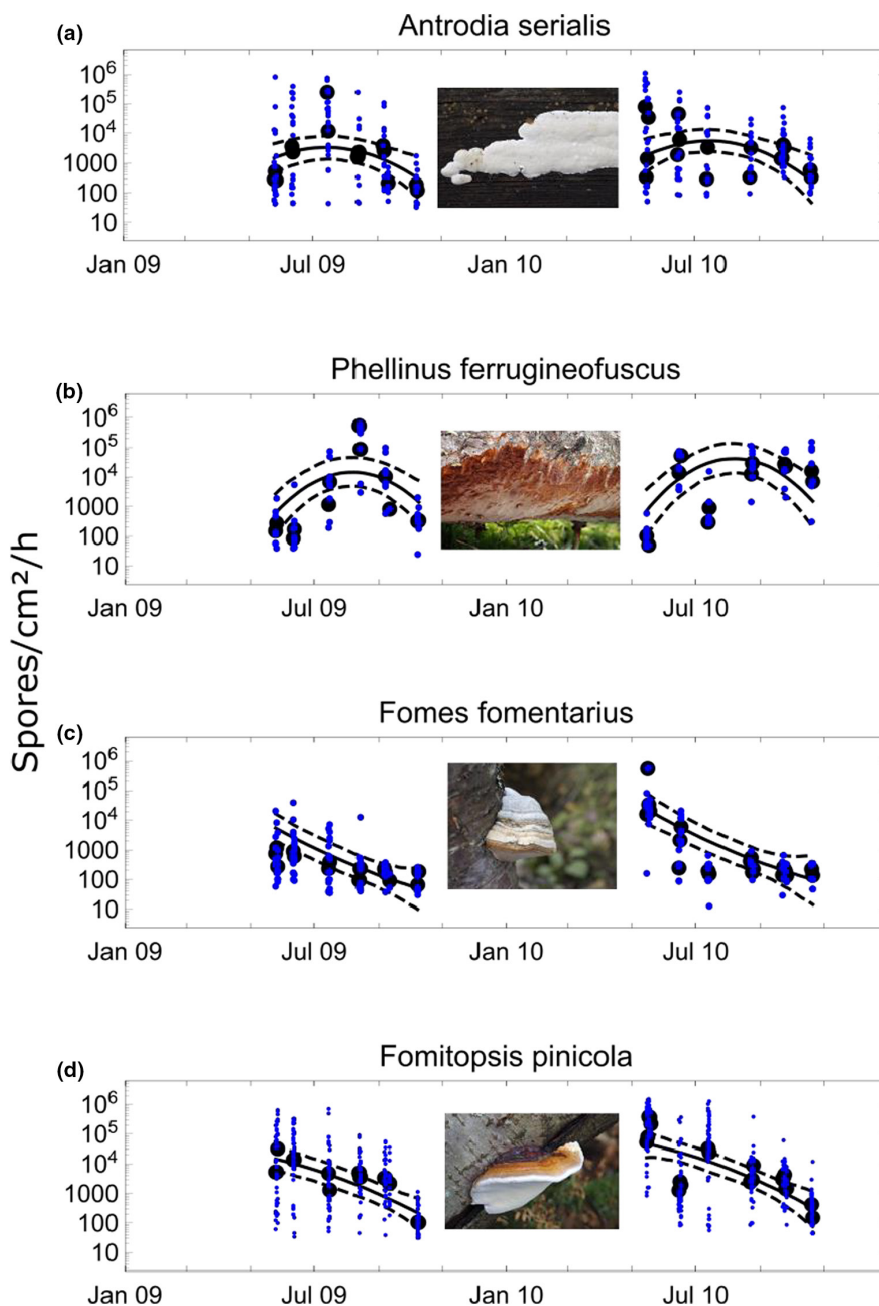 (a)
Antrodia serialis
10⁶
10⁵
10⁴
1000
100
10
Jan 09 Jul 09 Jan 10 Jul 10
(b)
Phellinus ferrugineofuscus
10⁶
10⁵
10⁴
1000
100
10
Jan 09 Jul 09 Jan 10 Jul 10
Spores/cm²/h
(c)
Fomes fomentarius
10⁶
10⁵
10⁴
1000
100
10
Jan 09 Jul 09 Jan 10 Jul 10
(d)
Fomitopsis pinicola
10⁶
10⁵
10⁴
1000
100
10
Jan 09 Jul 09 Jan 10 Jul 10